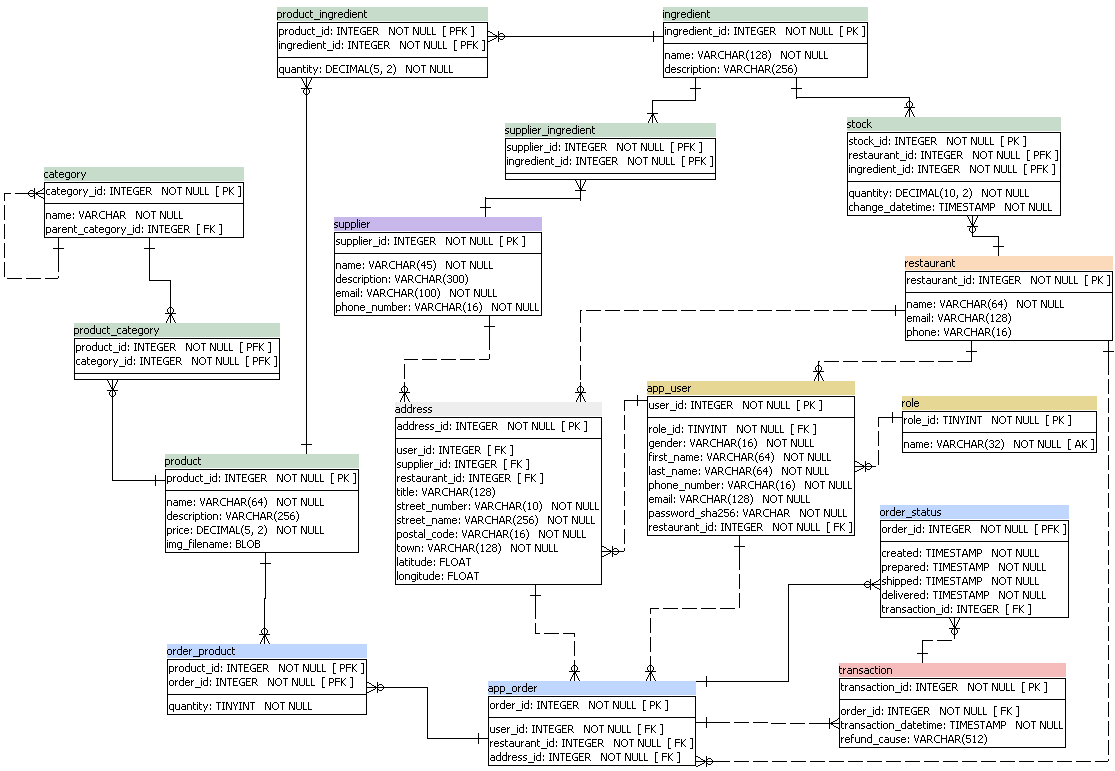 product_ingredient
product_id: INTEGER NOT NULL [ PFK ]
ingredient_id: INTEGER NOT NULL [ PFK ]
quantity: DECIMAL(5, 2) NOT NULL
ingredient
ingredient_id: INTEGER NOT NULL [ PK ]
name: VARCHAR(128) NOT NULL
description: VARCHAR(256)
supplier_ingredient
supplier_id: INTEGER NOT NULL [ PFK ]
ingredient_id: INTEGER NOT NULL [ PFK ]
stock
stock_id: INTEGER NOT NULL [ PK ]
restaurant_id: INTEGER NOT NULL [ PFK ]
ingredient_id: INTEGER NOT NULL [ PFK ]
quantity: DECIMAL(10, 2) NOT NULL
change_datetime: TIMESTAMP NOT NULL
category
category_id: INTEGER NOT NULL [ PK ]
name: VARCHAR NOT NULL
parent_category_id: INTEGER [ FK ]
supplier
supplier_id: INTEGER NOT NULL [ PK ]
name: VARCHAR(45) NOT NULL
description: VARCHAR(300)
email: VARCHAR(100) NOT NULL
phone_number: VARCHAR(16) NOT NULL
restaurant
restaurant_id: INTEGER NOT NULL [ PK ]
name: VARCHAR(64) NOT NULL
email: VARCHAR(128)
phone: VARCHAR(16)
product_category
product_id: INTEGER NOT NULL [ PFK ]
category_id: INTEGER NOT NULL [ PFK ]
address
address_id: INTEGER NOT NULL [ PK ]
user_id: INTEGER [ FK ]
supplier_id: INTEGER [ FK ]
restaurant_id: INTEGER [ FK ]
title: VARCHAR(128)
street_number: VARCHAR(10) NOT NULL
street_name: VARCHAR(256) NOT NULL
postal_code: VARCHAR(16) NOT NULL
town: VARCHAR(128) NOT NULL
latitude: FLOAT
longitude: FLOAT
app_user
user_id: INTEGER NOT NULL [ PK ]
role_id: TINYINT NOT NULL [ FK ]
gender: VARCHAR(16) NOT NULL
first_name: VARCHAR(64) NOT NULL
last_name: VARCHAR(64) NOT NULL
phone_number: VARCHAR(16) NOT NULL
email: VARCHAR(128) NOT NULL
password_sha256: VARCHAR NOT NULL
restaurant_id: INTEGER NOT NULL [ FK ]
role
role_id: TINYINT NOT NULL [ PK ]
name: VARCHAR(32) NOT NULL [ AK ]
product
product_id: INTEGER NOT NULL [ PK ]
name: VARCHAR(64) NOT NULL
description: VARCHAR(256)
price: DECIMAL(5, 2) NOT NULL
img_filename: BLOB
order_status
order_id: INTEGER NOT NULL [ PFK ]
created: TIMESTAMP NOT NULL
prepared: TIMESTAMP NOT NULL
shipped: TIMESTAMP NOT NULL
delivered: TIMESTAMP NOT NULL
transaction_id: INTEGER [ FK ]
order_product
product_id: INTEGER NOT NULL [ PFK ]
order_id: INTEGER NOT NULL [ PFK ]
quantity: TINYINT NOT NULL
app_order
order_id: INTEGER NOT NULL [ PK ]
user_id: INTEGER NOT NULL [ FK ]
restaurant_id: INTEGER NOT NULL [ FK ]
address_id: INTEGER NOT NULL [ FK ]
transaction
transaction_id: INTEGER NOT NULL [ PK ]
order_id: INTEGER NOT NULL [ FK ]
transaction_datetime: TIMESTAMP NOT NULL
refund_cause: VARCHAR(512)